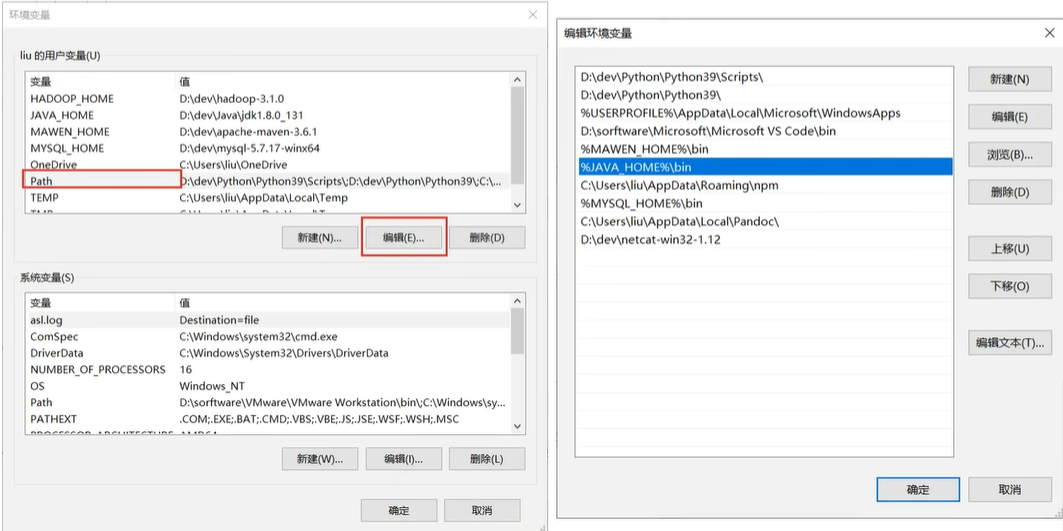 环境变量
liu 的用户变量(U)
变量 值
HADOOP_HOME D:\dev\hadoop-3.1.0
JAVA_HOME D:\dev\Java\jdk1.8.0_131
MAWEN_HOME D:\dev\apache-maven-3.6.1
MYSQL_HOME D:\dev\mysql-5.7.17-winx64
OneDrive C:\Users\liu\OneDrive
Path D:\dev\Python\Python39\Scripts\;D:\dev\Python\Python39\;C:\...
TEMP C:\Users\liu\AppData\Local\Temp
新建(N)... 编辑(E)... 删除(D)
系统变量(S)
变量 值
asl.log Destination=file
ComSpec C:\Windows\system32\cmd.exe
DriverData C:\Windows\System32\Drivers\DriverData
NUMBER_OF_PROCESSORS 16
OS Windows_NT
Path D:\sorftware\VMware\VMware Workstation\bin\;C:\Windows\sy...
PATHEXT .COM;.EXE;.BAT;.CMD;.VBS;.VBE;.JS;.JSE;.WSF;.WSH;.MSC
PROCESSOR_ARCHITECTURE AMD64
新建(W)... 编辑(I)... 删除(L)
确定 取消
编辑环境变量
D:\dev\Python\Python39\Scripts\
D:\dev\Python\Python39\
%USERPROFILE%\AppData\Local\Microsoft\WindowsApps
D:\sorftware\Microsoft\Microsoft VS Code\bin
%MAWEN_HOME%\bin
%JAVA_HOME%\bin
C:\Users\liu\AppData\Roaming\npm
%MYSQL_HOME%\bin
C:\Users\liu\AppData\Local\Pandoc\
D:\dev\netcat-win32-1.12
新建(N)
编辑(E)
浏览(B)...
删除(D)
上移(U)
下移(O)
编辑文本(T)...
确定 取消